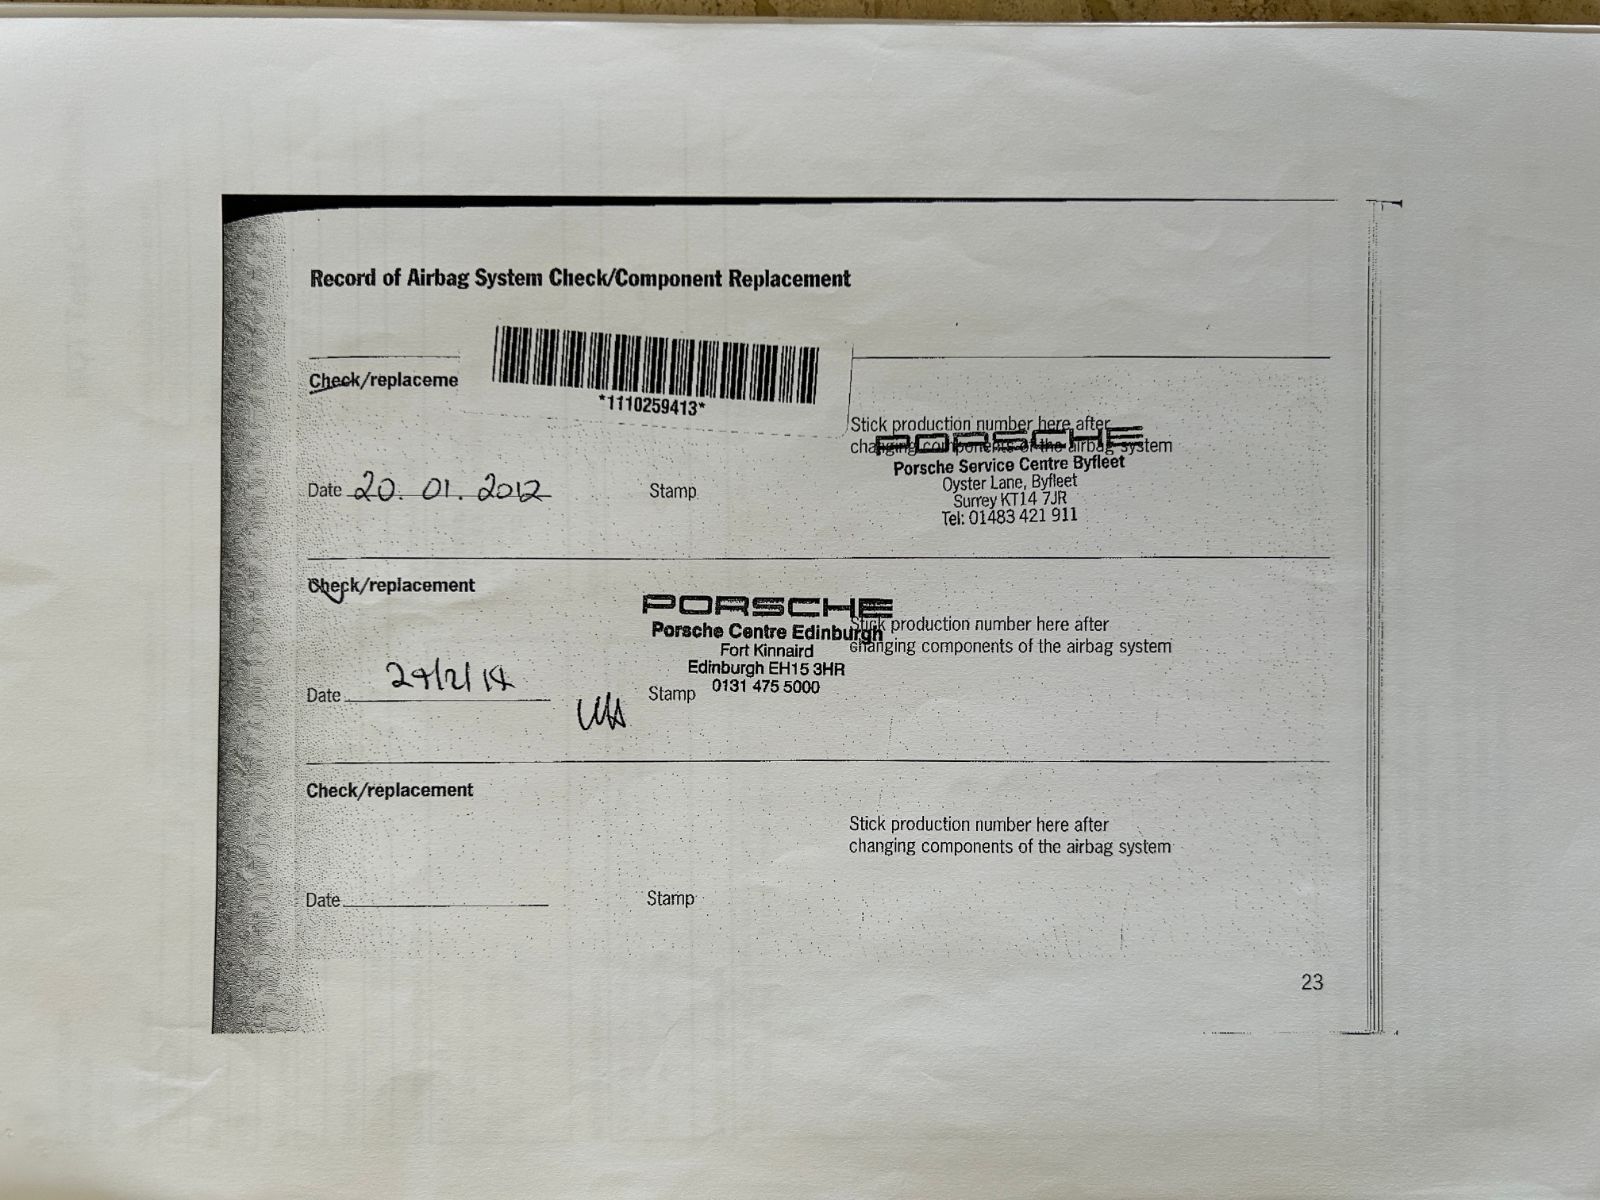 Record of Airbag System Check/Component Replacement
Check/replaceme
*1110259413*
Stick production number here after
changing components of the airbag system
PORSCHE
Porsche Service Centre Byfleet
Oyster Lane, Byfleet
Surrey KT14 7JR
Tel: 01483 421 911
Date 20. 01. 2012
Stamp
Check/replacement
PORSCHE
Porsche Centre Edinburgh
Fort Kinnaird
Edinburgh EH15 3HR
0131 475 5000
Stick production number here after
changing components of the airbag system
Date
Stamp
Check/replacement
Stick production number here after
changing components of the airbag system
Date
Stamp
23